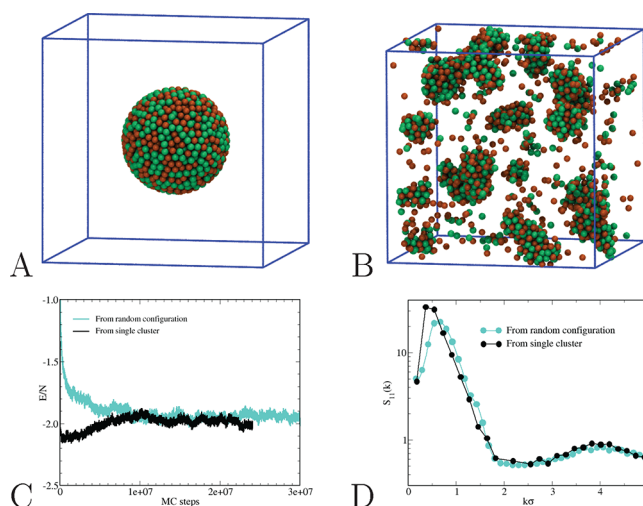 A
B
-1.0
-1.5
-2.0
-2.5
E/N
From random configuration
From single cluster
0
1e+07
2e+07
3e+07
MC steps
C
10
1
S11(k)
From random configuration
From single cluster
0
1
2
3
4
kσ
D